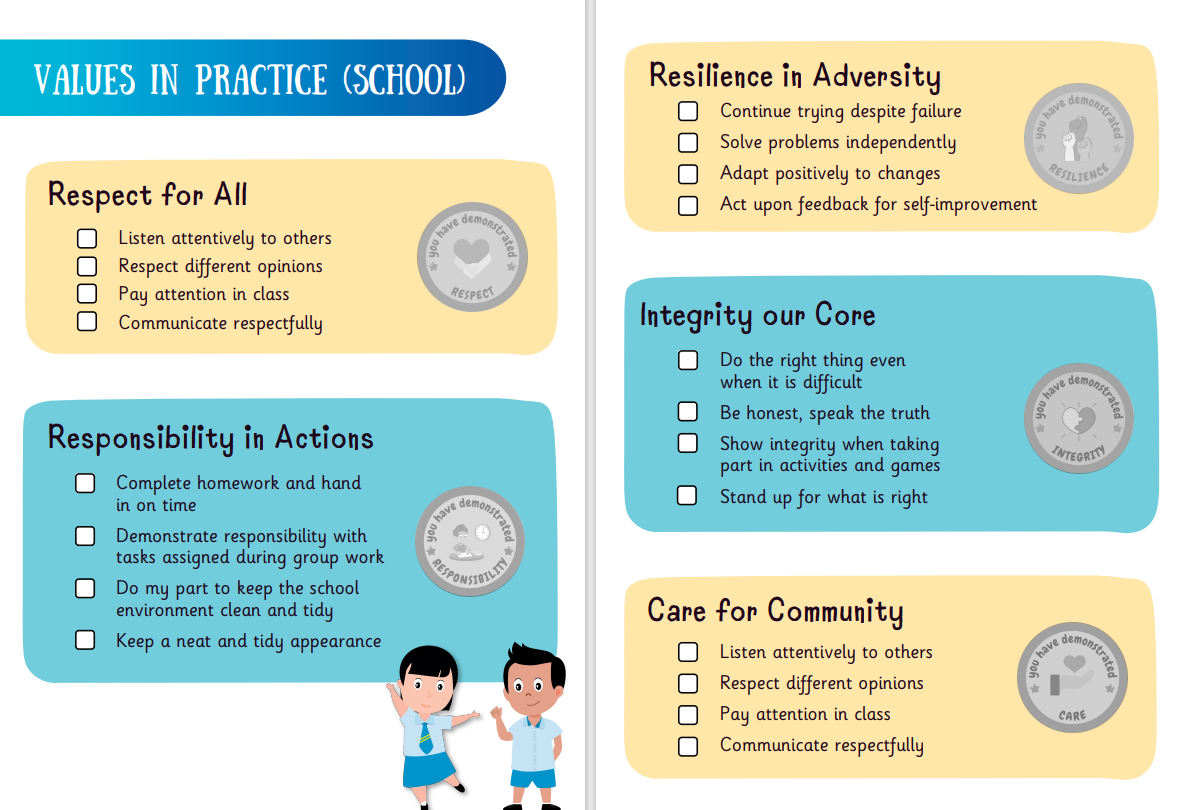 VALUES IN PRACTICE (SCHOOL)
Respect for All
Listen attentively to others
Respect different opinions
Pay attention in class
Communicate respectfully
you have demonstrated
RESPECT
Responsibility in Actions
Complete homework and hand
in on time
Demonstrate responsibility with
tasks assigned during group work
Do my part to keep the school
environment clean and tidy
Keep a neat and tidy appearance
you have demonstrated
RESPONSIBILITY
Resilience in Adversity
Continue trying despite failure
Solve problems independently
Adapt positively to changes
Act upon feedback for self-improvement
you have demonstrated
RESILIENCE
Integrity our Core
Do the right thing even
when it is difficult
Be honest, speak the truth
Show integrity when taking
part in activities and games
Stand up for what is right
you have demonstrated
INTEGRITY
Care for Community
Listen attentively to others
Respect different opinions
Pay attention in class
Communicate respectfully
you have demonstrated
CARE